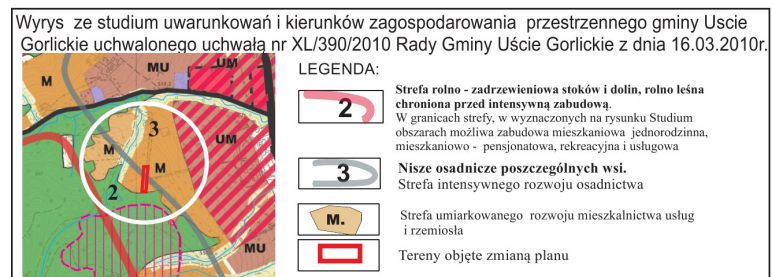 Wyrys ze studium uwarunkowań i kierunków zagospodarowania przestrzennego gminy Uscie
Gorlickie uchwalonego uchwałą nr XL/390/2010 Rady Gminy Uście Gorlickie z dnia 16.03.2010r.
M
MU
UM
3
M
UM
M
2
MU
LEGENDA:
2
Strefa rolno - zadrzewieniowa stoków i dolin, rolno leśna
chroniona przed intensywną zabudową.
W granicach strefy, w wyznaczonych na rysunku Studium
obszarach możliwa zabudowa mieszkaniowa jednorodzinna,
mieszkaniowo - pensjonatowa, rekreacyjna i usługowa
3
Nisze osadnicze poszczególnych wsi.
Strefa intensywnego rozwoju osadnictwa
M.
Strefa umiarkowanego rozwoju mieszkalnictwa usług
i rzemiosła
Tereny objęte zmianą planu